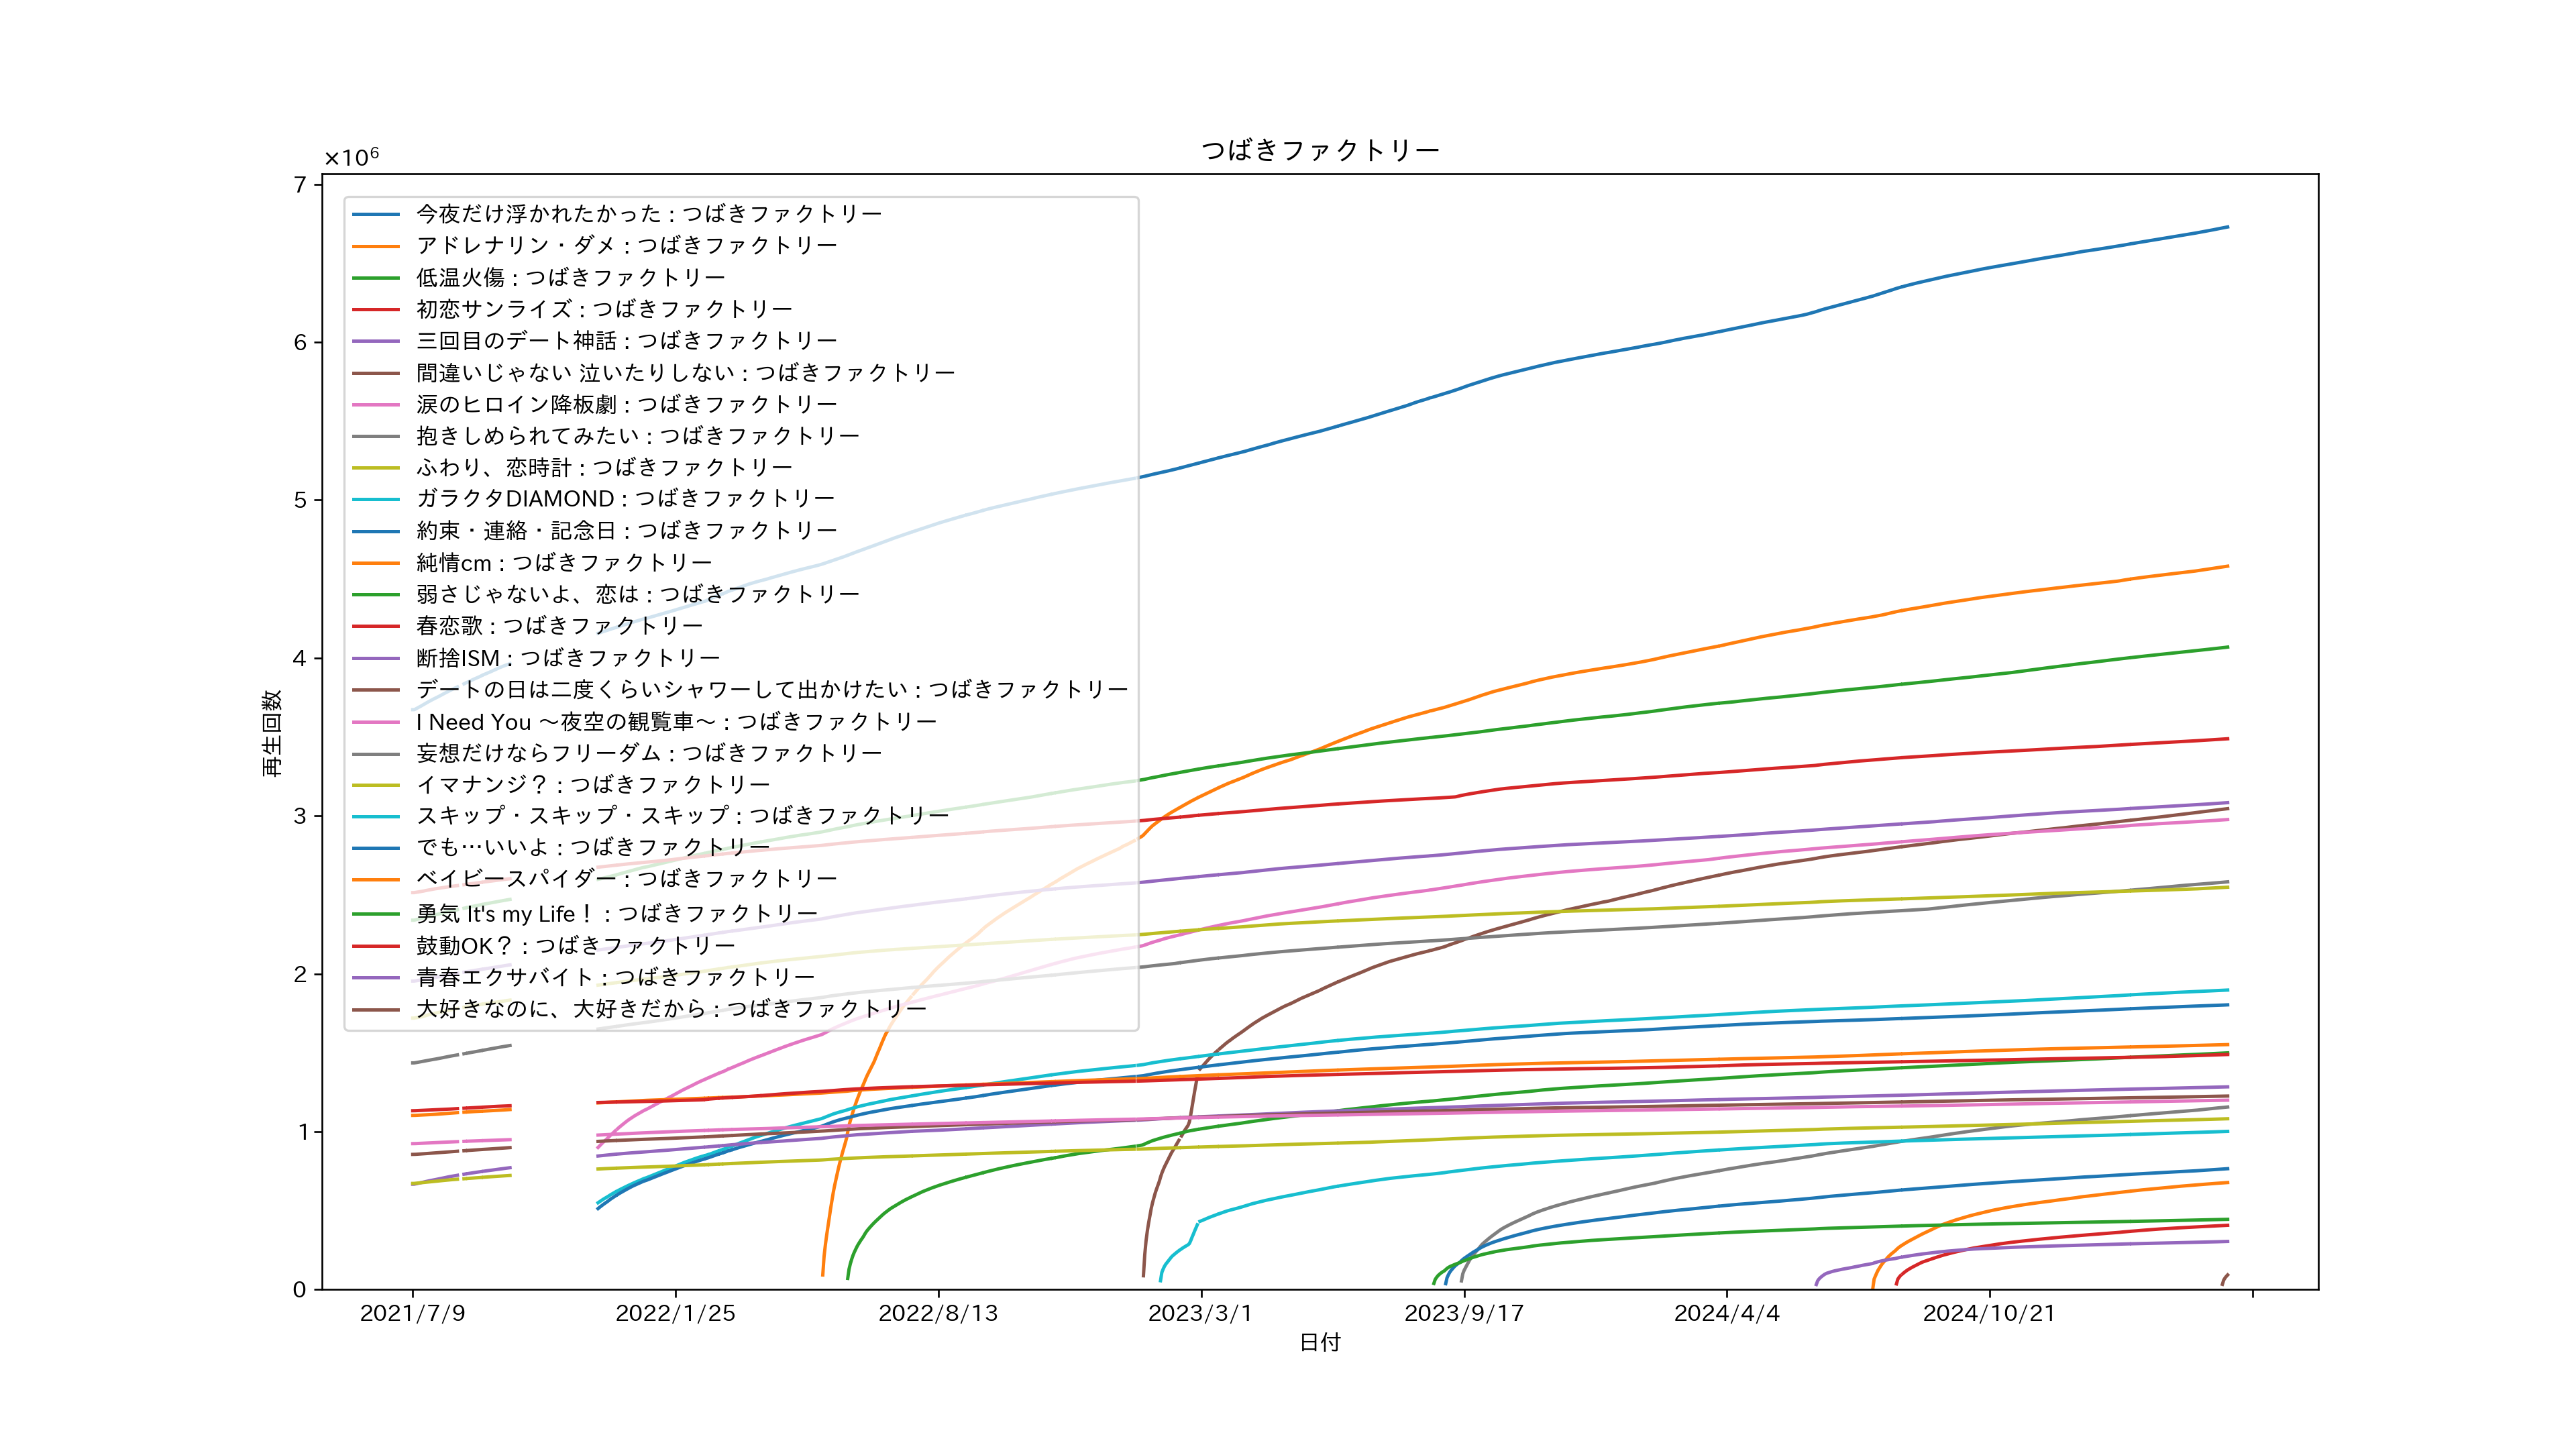 つばきファクトリー
×10⁶
7
6
5
4
3
2
1
0
再生回数
今夜だけ浮かれたかった : つばきファクトリー
アドレナリン・ダメ : つばきファクトリー
低温火傷 : つばきファクトリー
初恋サンライズ : つばきファクトリー
三回目のデート神話 : つばきファクトリー
間違いじゃない 泣いたりしない : つばきファクトリー
涙のヒロイン降板劇 : つばきファクトリー
抱きしめられてみたい : つばきファクトリー
ふわり、恋時計 : つばきファクトリー
ガラクタDIAMOND : つばきファクトリー
約束・連絡・記念日 : つばきファクトリー
純情cm : つばきファクトリー
弱さじゃないよ、恋は : つばきファクトリー
春恋歌 : つばきファクトリー
断捨ISM : つばきファクトリー
デートの日は二度くらいシャワーして出かけたい : つばきファクトリー
I Need You ～夜空の観覧車～ : つばきファクトリー
妄想だけならフリーダム : つばきファクトリー
イマナンジ？ : つばきファクトリー
スキップ・スキップ・スキップ : つばきファクトリー
でも…いいよ : つばきファクトリー
ベイビースパイダー : つばきファクトリー
勇気 It's my Life！ : つばきファクトリー
鼓動OK？ : つばきファクトリー
青春エクサバイト : つばきファクトリー
大好きなのに、大好きだから : つばきファクトリー
2021/7/9
2022/1/25
2022/8/13
2023/3/1
2023/9/17
2024/4/4
2024/10/21
日付